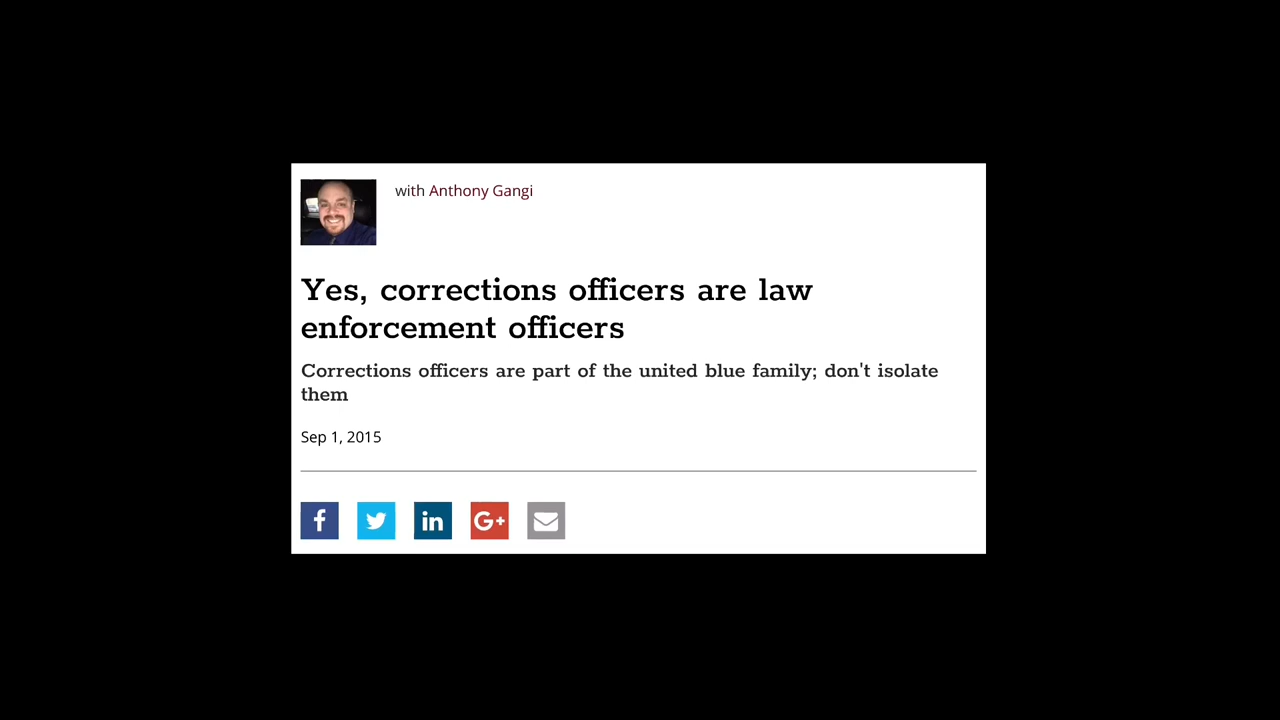 with Anthony Gangi
Yes, corrections officers are law
enforcement officers
Corrections officers are part of the united blue family; don't isolate
them
Sep 1, 2015
f in G+